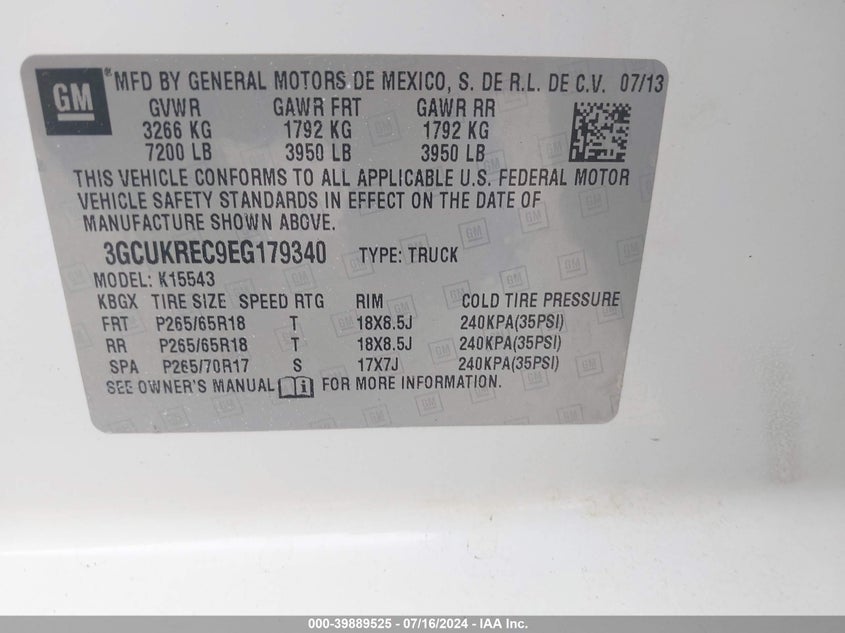 GM
® MFD BY GENERAL MOTORS DE MEXICO, S. DE R.L. DE C.V. 07/13
GVWR GAWR FRT GAWR RR
3266 KG 1792 KG 1792 KG
7200 LB 3950 LB 3950 LB
THIS VEHICLE CONFORMS TO ALL APPLICABLE U.S. FEDERAL MOTOR
VEHICLE SAFETY STANDARDS IN EFFECT ON THE DATE OF
MANUFACTURE SHOWN ABOVE.
3GCUKREC9EG179340 TYPE: TRUCK
MODEL: K15543
KBGX TIRE SIZE SPEED RTG RIM COLD TIRE PRESSURE
FRT P265/65R18 T 18X8.5J 240KPA(35PSI)
RR P265/65R18 T 18X8.5J 240KPA(35PSI)
SPA P265/70R17 S 17X7J 240KPA(35PSI)
SEE OWNER'S MANUAL i FOR MORE INFORMATION.
000-39889525 - 07/16/2024 - IAA Inc.